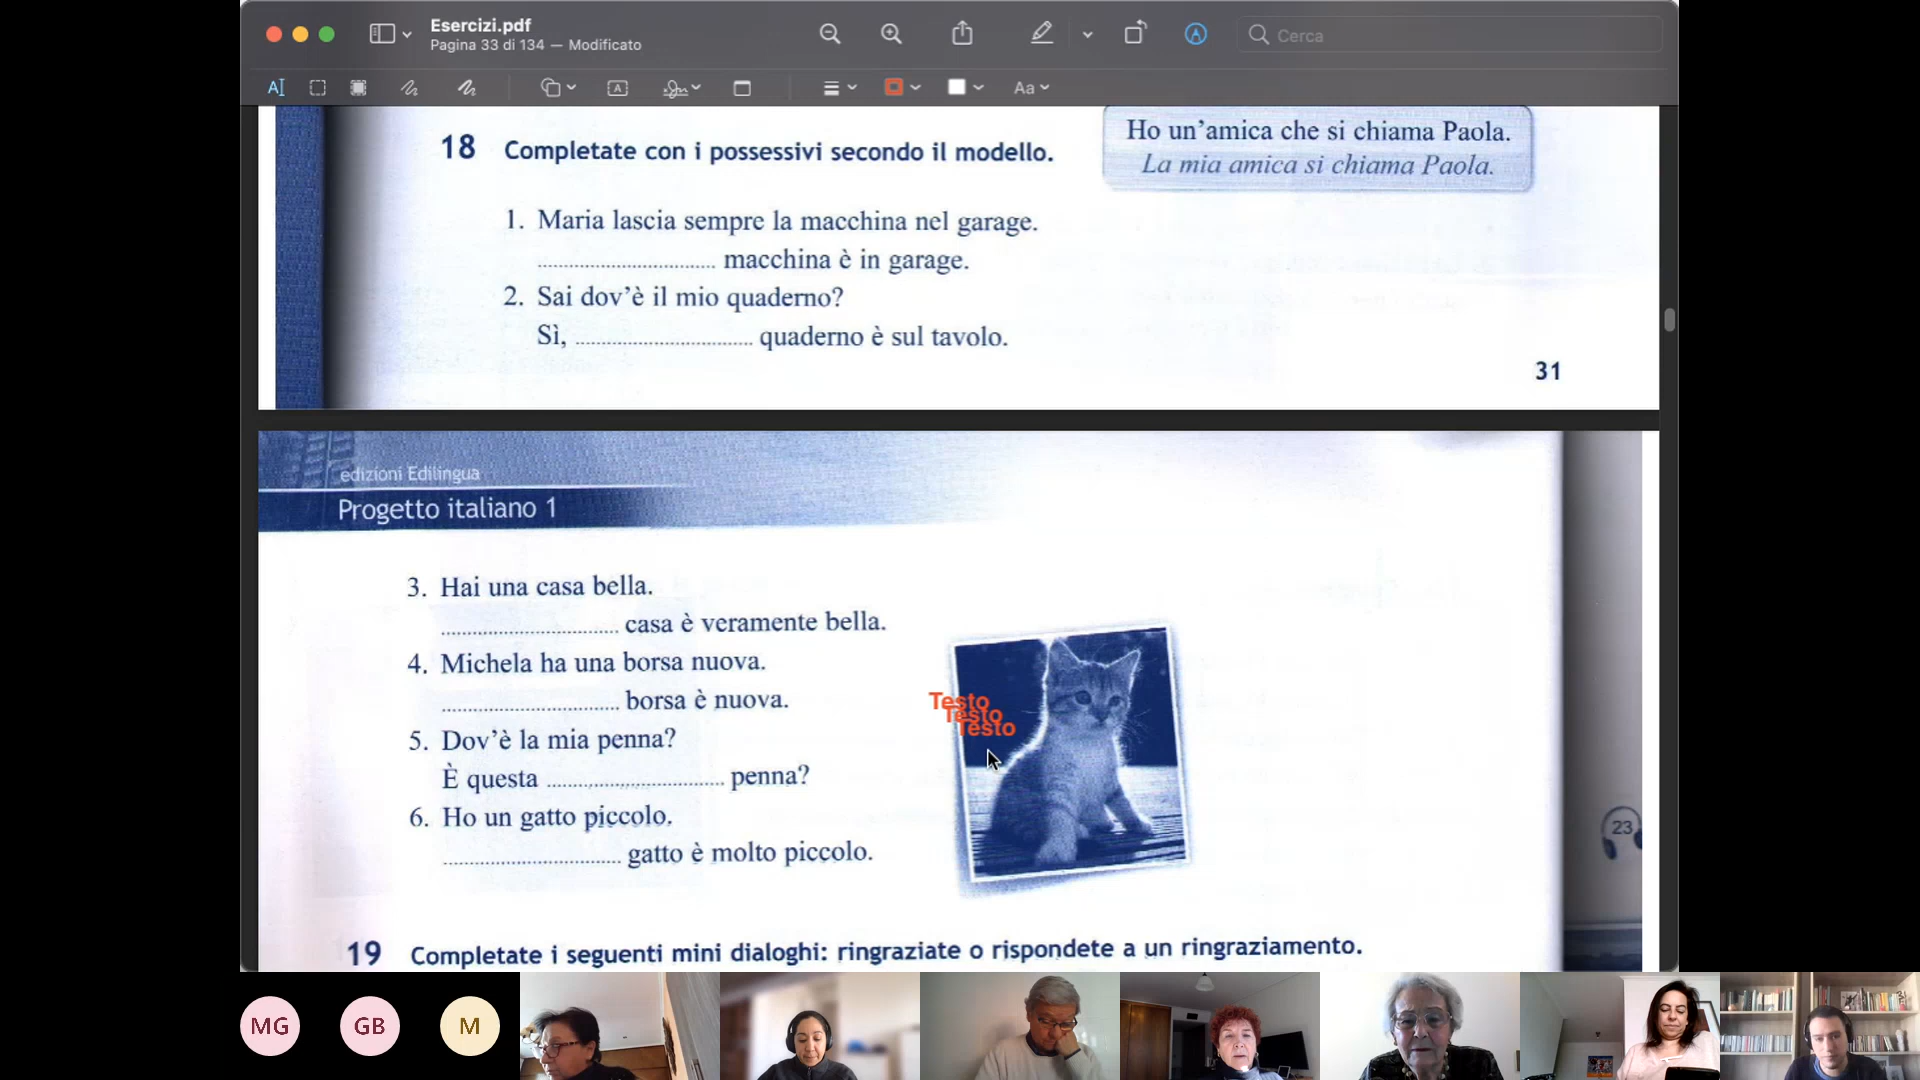 Esercizi.pdf
Pagina 33 di 134 — Modificato
Cerca
Aa
18 Completate con i possessivi secondo il modello.
Ho un'amica che si chiama Paola.
La mia amica si chiama Paola.
1. Maria lascia sempre la macchina nel garage.
.................................... macchina è in garage.
2. Sai dov'è il mio quaderno?
Sì, .................................... quaderno è sul tavolo.
31
edizioni Edilingua
Progetto italiano 1
3. Hai una casa bella.
.................................... casa è veramente bella.
4. Michela ha una borsa nuova.
.................................... borsa è nuova.
5. Dov'è la mia penna?
È questa .................................... penna?
6. Ho un gatto piccolo.
.................................... gatto è molto piccolo.
Testo
Testo
Testo
23
19 Completate i seguenti mini dialoghi: ringraziate o rispondete a un ringraziamento.
MG GB M